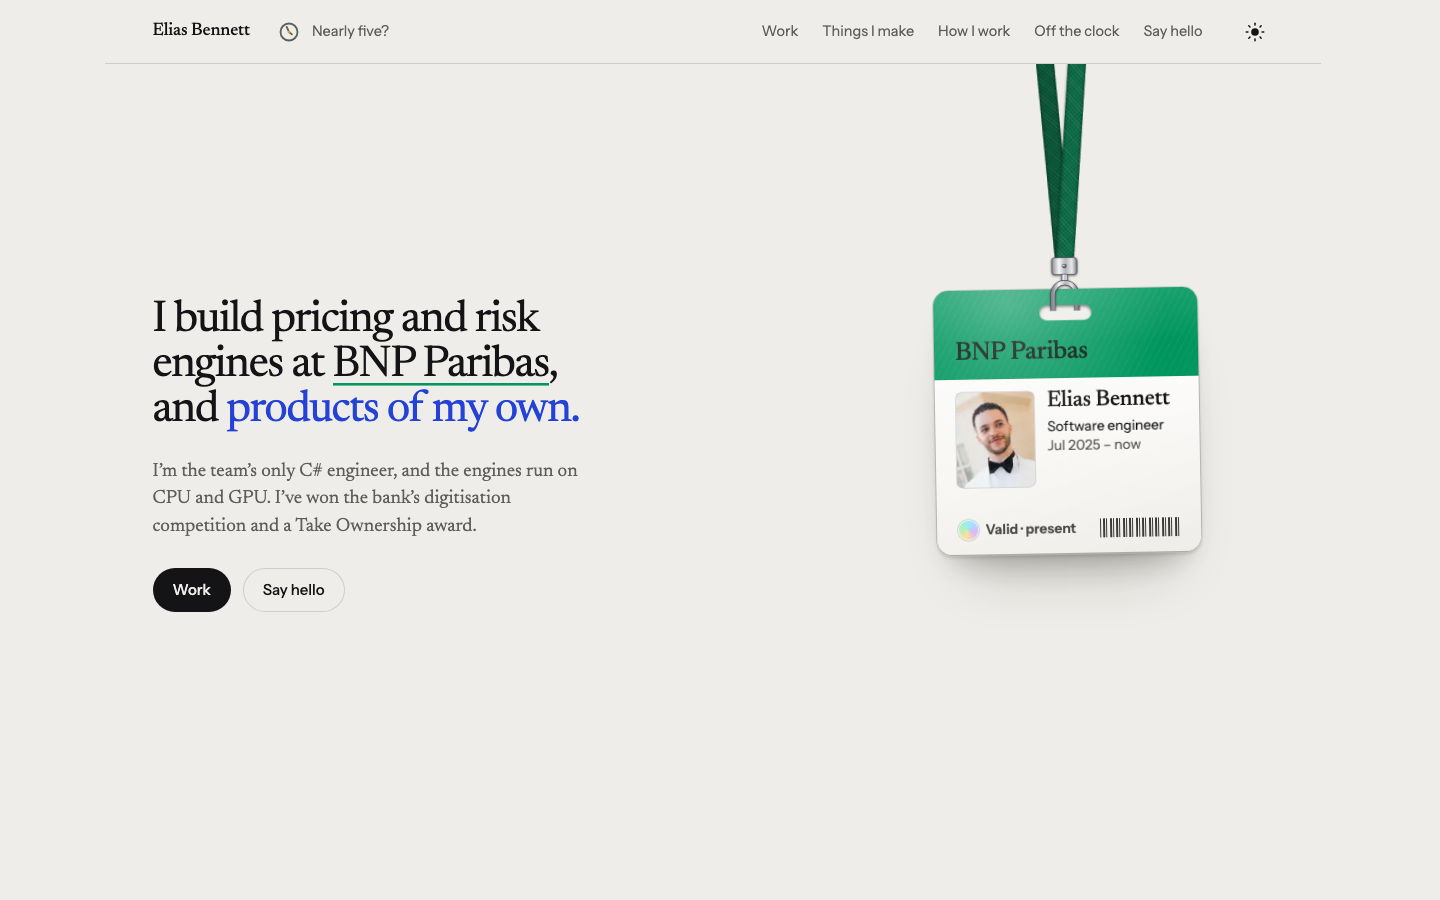 Elias Bennett
Nearly five?
Work
Things I make
How I work
Off the clock
Say hello
I build pricing and risk
engines at BNP Paribas,
and products of my own.
I’m the team’s only C# engineer, and the engines run on
CPU and GPU. I’ve won the bank’s digitisation
competition and a Take Ownership award.
Work
Say hello
BNP Paribas
Elias Bennett
Software engineer
Jul 2025 – now
Valid · present